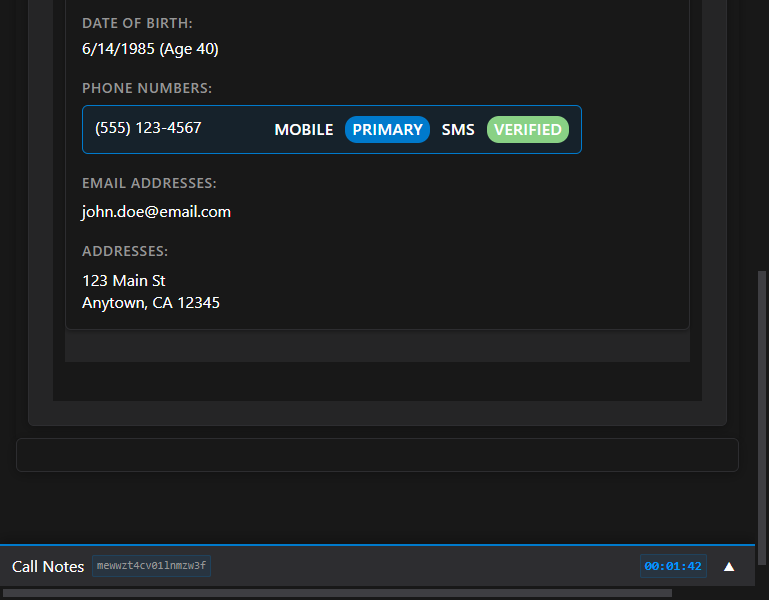 DATE OF BIRTH:
6/14/1985 (Age 40)
PHONE NUMBERS:
(555) 123-4567 MOBILE PRIMARY SMS VERIFIED
EMAIL ADDRESSES:
john.doe@email.com
ADDRESSES:
123 Main St
Anytown, CA 12345
Call Notes mewwzt4cv01lnmzw3f 00:01:42 ▲